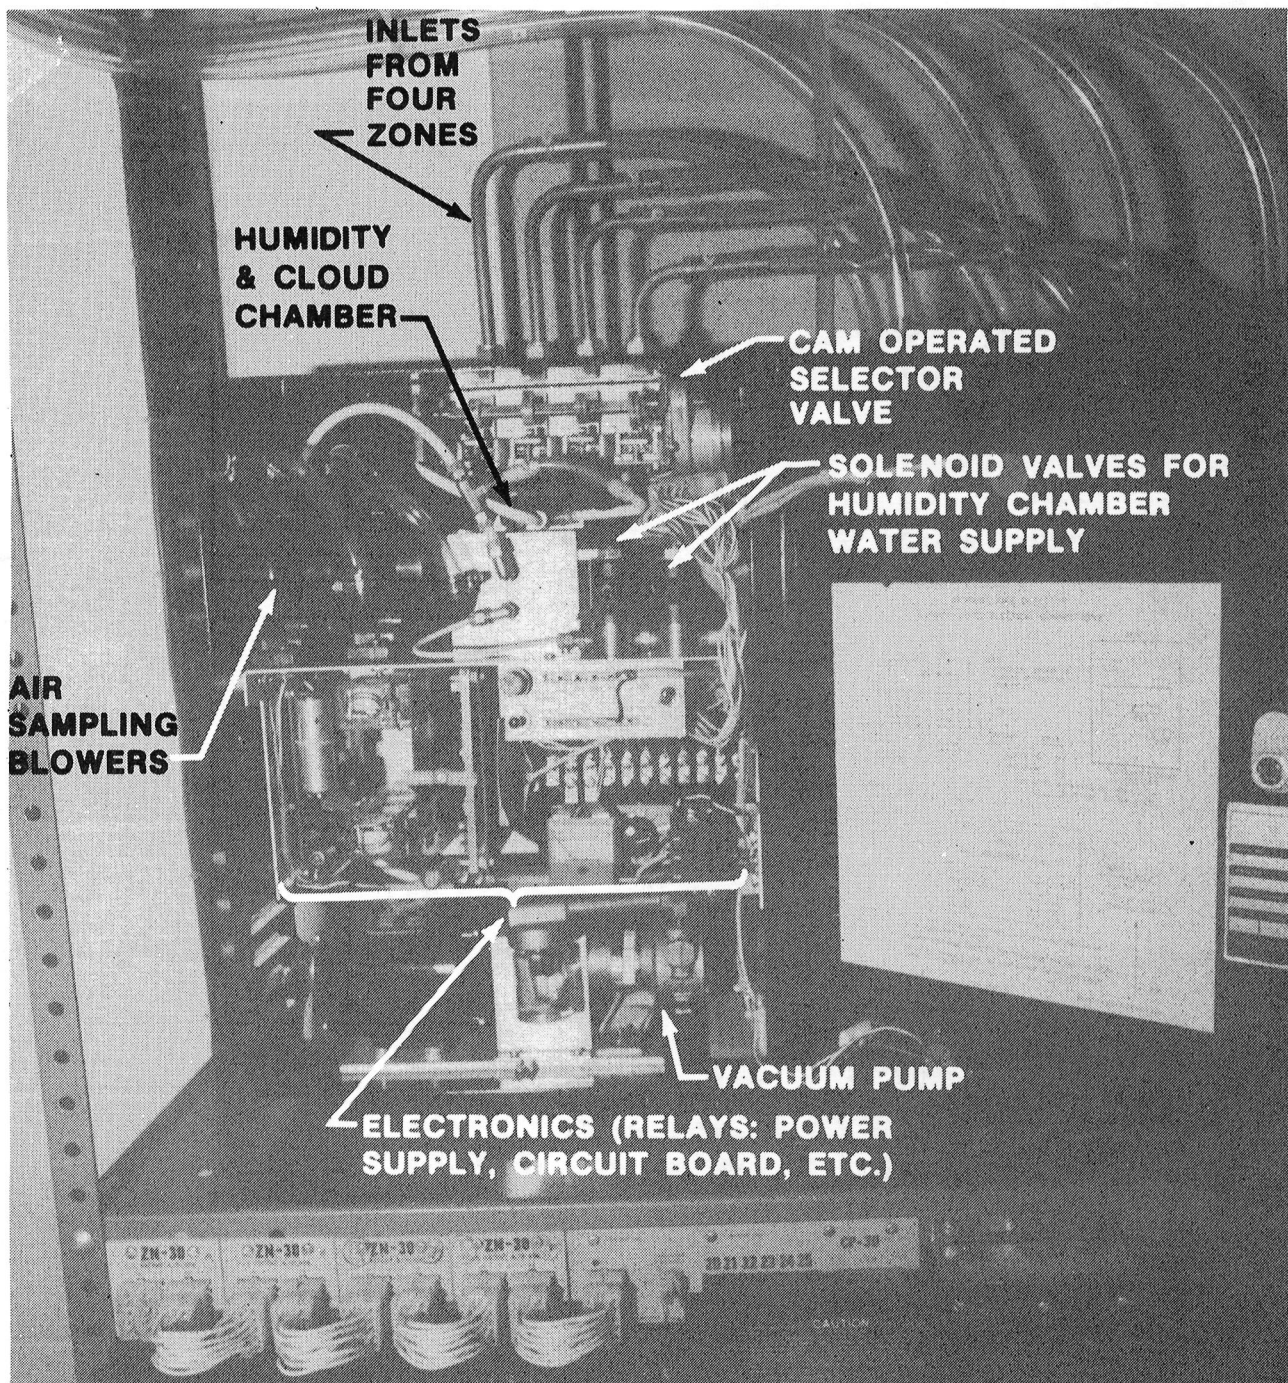 INLETS
FROM
FOUR
ZONES
HUMIDITY
& CLOUD
CHAMBER
CAM OPERATED
SELECTOR
VALVE
SOLENOID VALVES FOR
HUMIDITY CHAMBER
WATER SUPPLY
AIR
SAMPLING
BLOWERS
VACUUM PUMP
ELECTRONICS (RELAYS: POWER
SUPPLY, CIRCUIT BOARD, ETC.)
ZN-30 ZN-30 ZN-30 ZN-30 CP-30
CAUTION